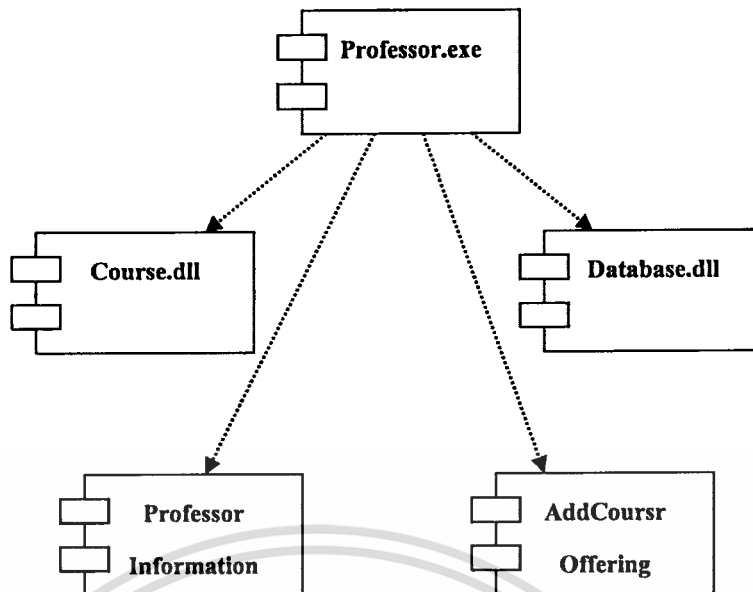 Professor.exe
Course.dll
Database.dll
Professor
Information
AddCoursr
Offering